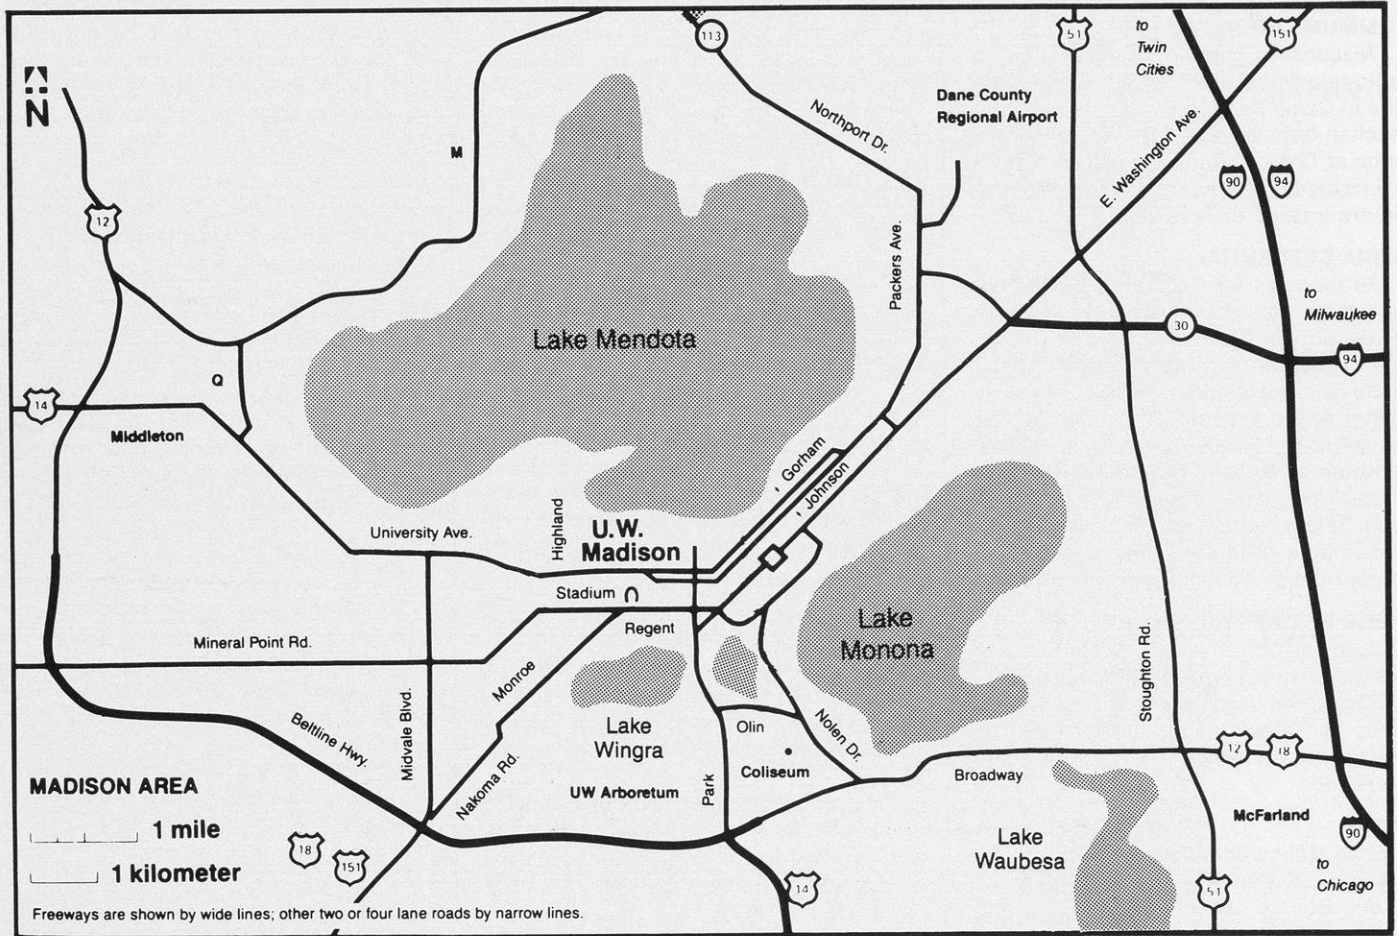 113
51
to
Twin
Cities
151
N
Dane County
Regional Airport
Northport Dr.
E. Washington Ave.
M
90
94
12
Packers Ave.
to
Milwaukee
30
94
Lake Mendota
Q
14
Middleton
Gorham
Johnson
University Ave.
Highland
U.W.
Madison
Stadium
Regent
Lake
Monona
Mineral Point Rd.
Monroe
Stoughton Rd.
Midvale Blvd.
Beltline Hwy.
Lake
Wingra
Olin
Nolen Dr.
Nakoma Rd.
Coliseum
UW Arboretum
Park
Broadway
12
18
MADISON AREA
1 mile
1 kilometer
18
151
McFarland
Lake
Waubesa
90
to
Chicago
14
51
Freeways are shown by wide lines; other two or four lane roads by narrow lines.